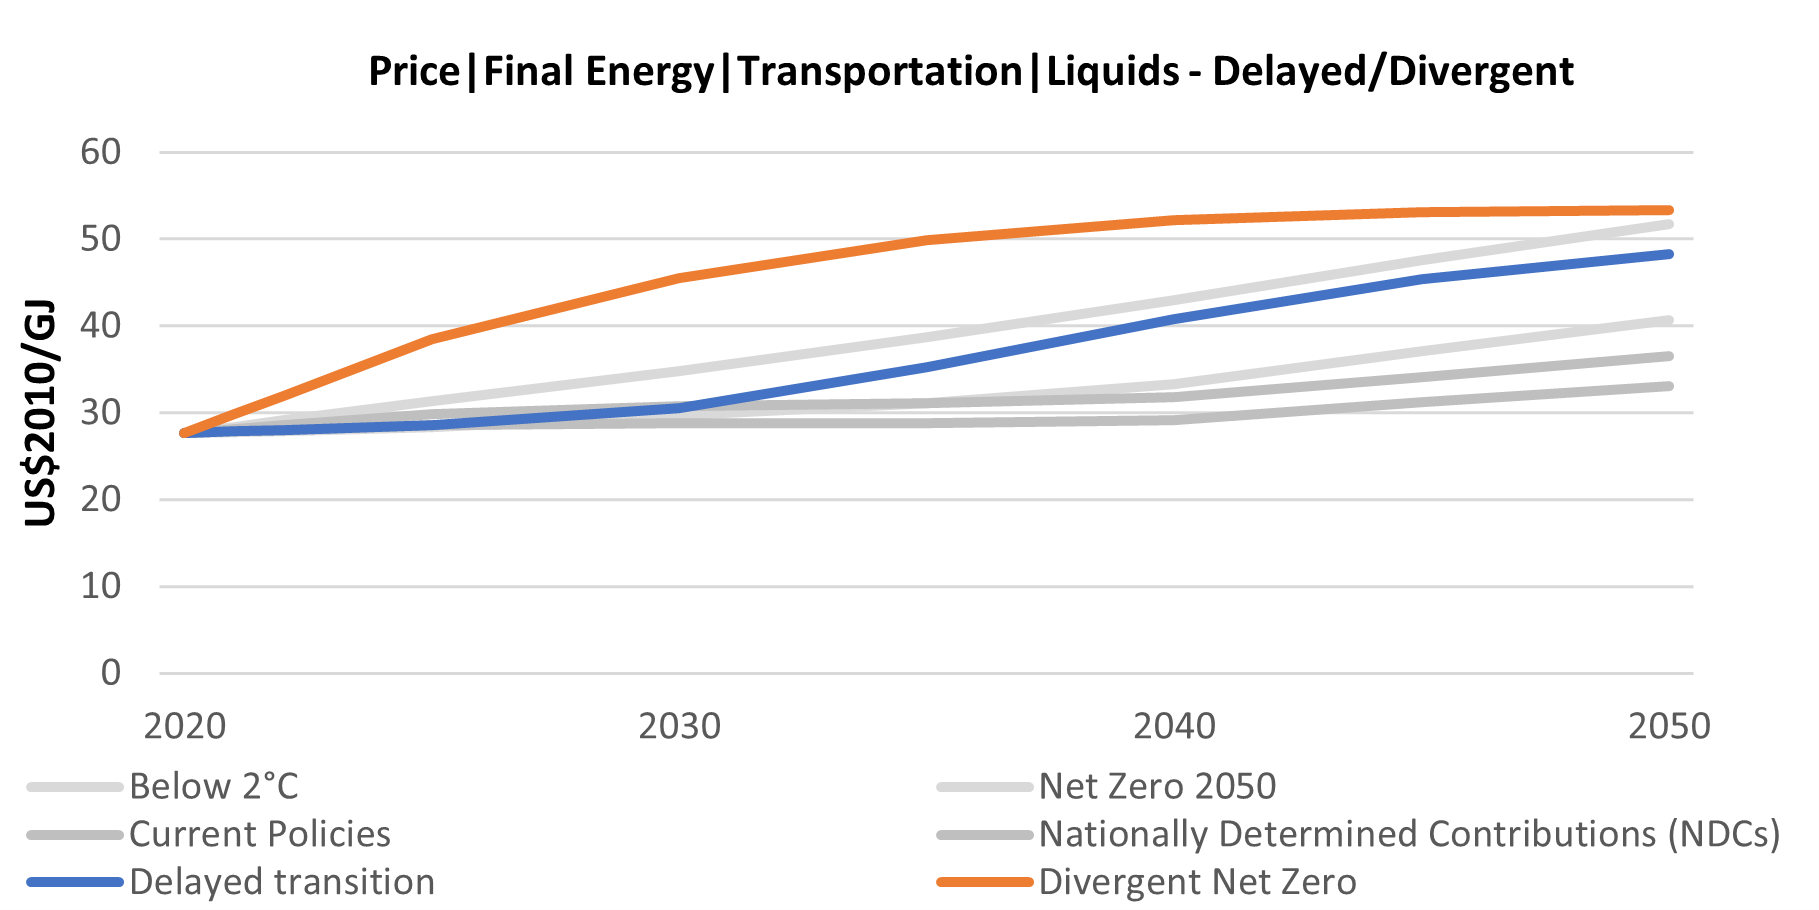 Price|Final Energy|Transportation|Liquids - Delayed/Divergent
US$2010/GJ
60
50
40
30
20
10
0
2020 2030 2040 2050
Below 2°C Net Zero 2050
Current Policies Nationally Determined Contributions (NDCs)
Delayed transition Divergent Net Zero